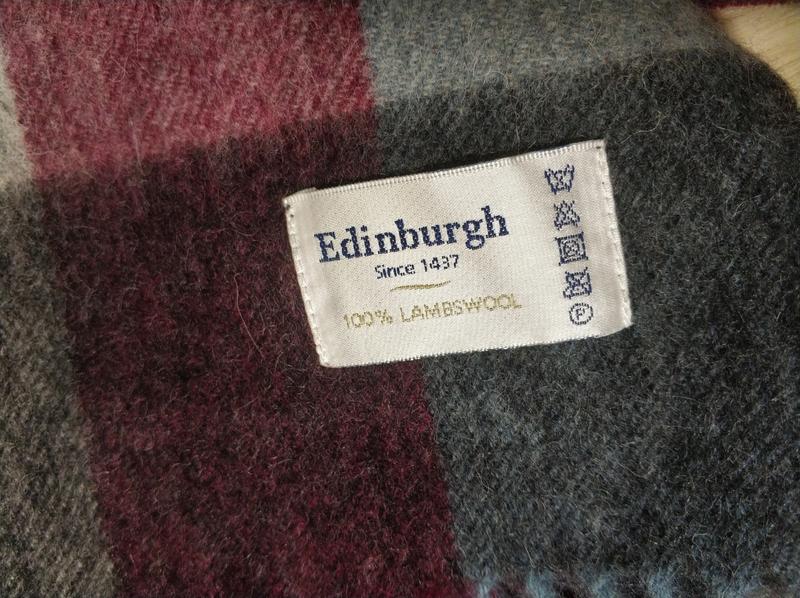 Edinburgh
Since 1437
100% LAMBSWOOL
P